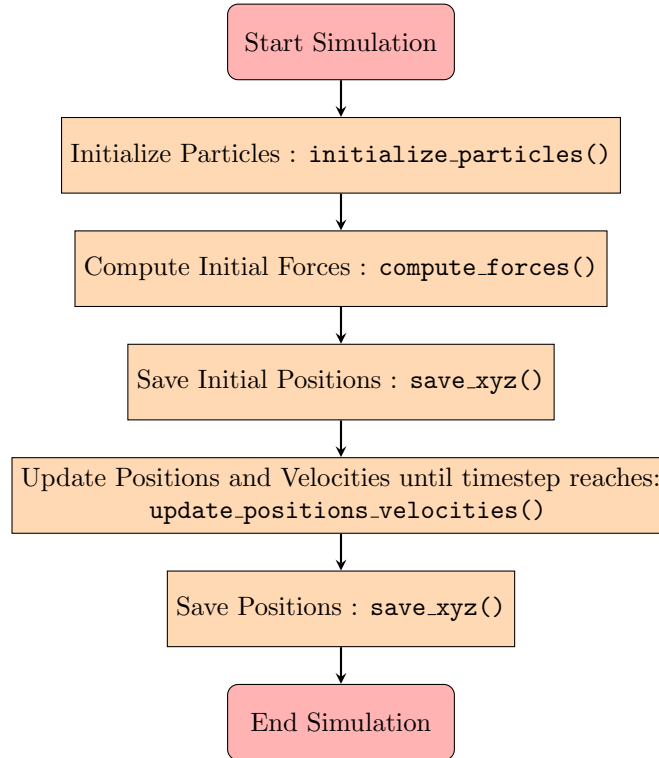 Start Simulation
Initialize Particles : initialize_particles()
Compute Initial Forces : compute_forces()
Save Initial Positions : save_xyz()
Update Positions and Velocities until timestep reaches:
update_positions_velocities()
Save Positions : save_xyz()
End Simulation